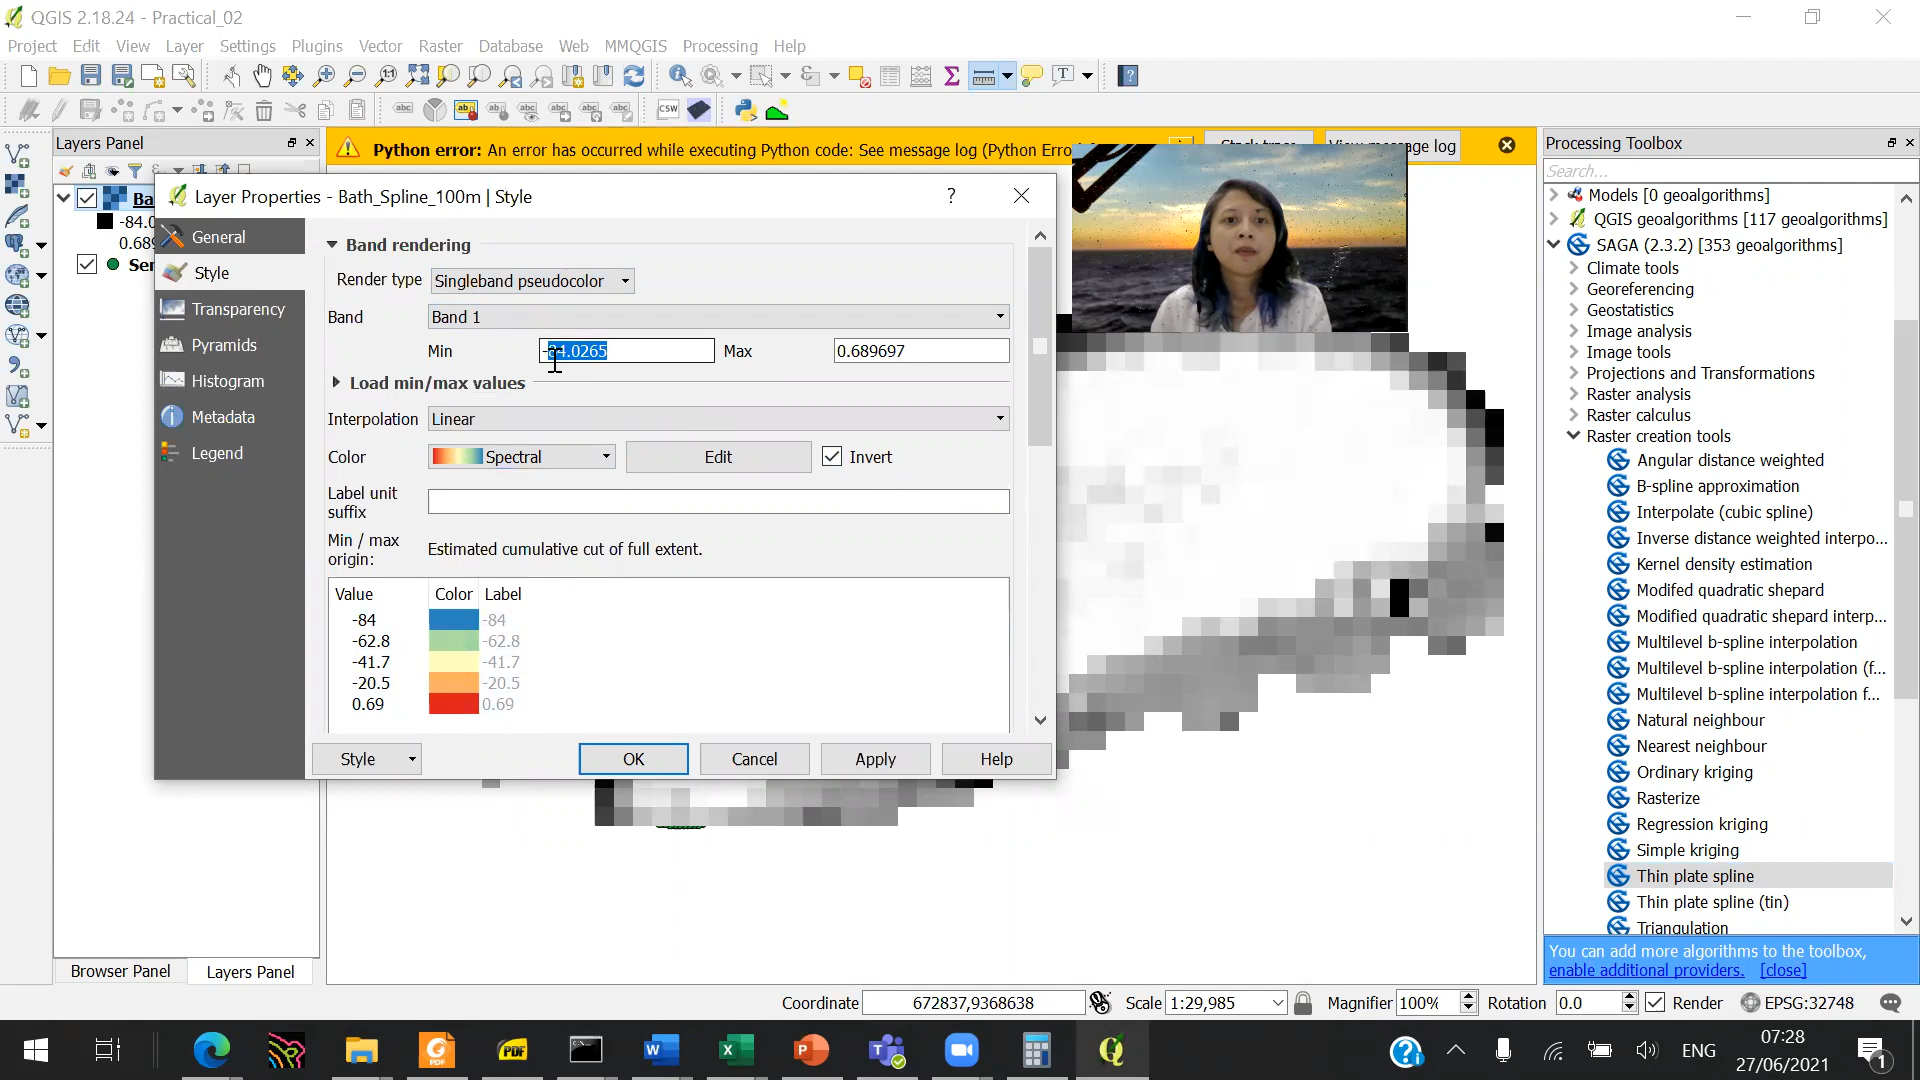 QGIS 2.18.24 - Practical_02
Project Edit View Layer Settings Plugins Vector Raster Database Web MMQGIS Processing Help
Layers Panel
Python error: An error has occurred while executing Python code: See message log (Python Erro
message log
Processing Toolbox
Search...
Layer Properties - Bath_Spline_100m | Style
?
Ba
-84.0
0.689
Sen
General
Style
Transparency
Pyramids
Histogram
Metadata
Legend
Band rendering
Render type Singleband pseudocolor
Band Band 1
Min -84.0265 Max 0.689697
Load min/max values
Interpolation Linear
Color Spectral Edit Invert
Label unit
suffix
Min / max
origin: Estimated cumulative cut of full extent.
Value Color Label
-84 -84
-62.8 -62.8
-41.7 -41.7
-20.5 -20.5
0.69 0.69
Style OK Cancel Apply Help
Models [0 geoalgorithms]
QGIS geoalgorithms [117 geoalgorithms]
SAGA (2.3.2) [353 geoalgorithms]
Climate tools
Georeferencing
Geostatistics
Image analysis
Image tools
Projections and Transformations
Raster analysis
Raster calculus
Raster creation tools
Angular distance weighted
B-spline approximation
Interpolate (cubic spline)
Inverse distance weighted interpo...
Kernel density estimation
Modifed quadratic shepard
Modified quadratic shepard interp...
Multilevel b-spline interpolation
Multilevel b-spline interpolation (f...
Multilevel b-spline interpolation f...
Natural neighbour
Nearest neighbour
Ordinary kriging
Rasterize
Regression kriging
Simple kriging
Thin plate spline
Thin plate spline (tin)
Triangulation
You can add more algorithms to the toolbox,
enable additional providers. [close]
Browser Panel Layers Panel
Coordinate 672837,9368638 Scale 1:29,985 Magnifier 100% Rotation 0.0 Render EPSG:32748
ENG
07:28
27/06/2021
1